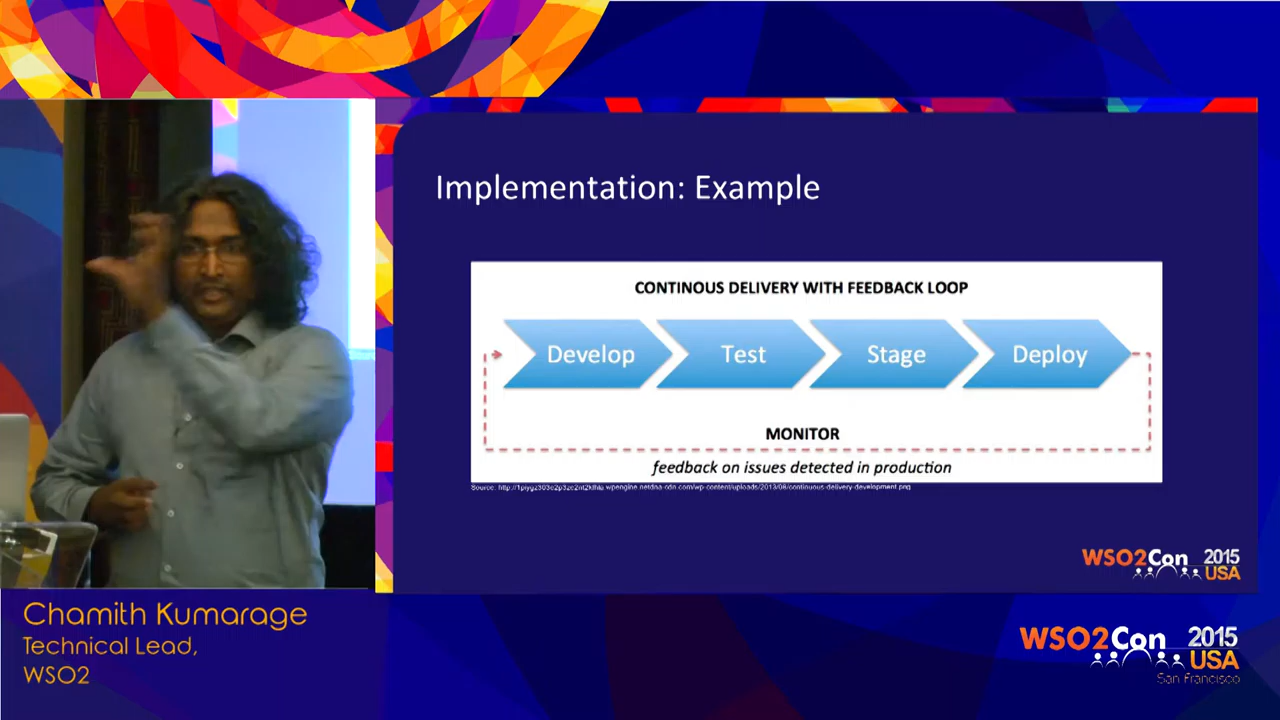 Implementation: Example
CONTINOUS DELIVERY WITH FEEDBACK LOOP
Develop
Test
Stage
Deploy
MONITOR
feedback on issues detected in production
WSO2Con 2015
USA
Chamith Kumarage
Technical Lead,
WSO2
WSO2Con 2015
USA
San Francisco